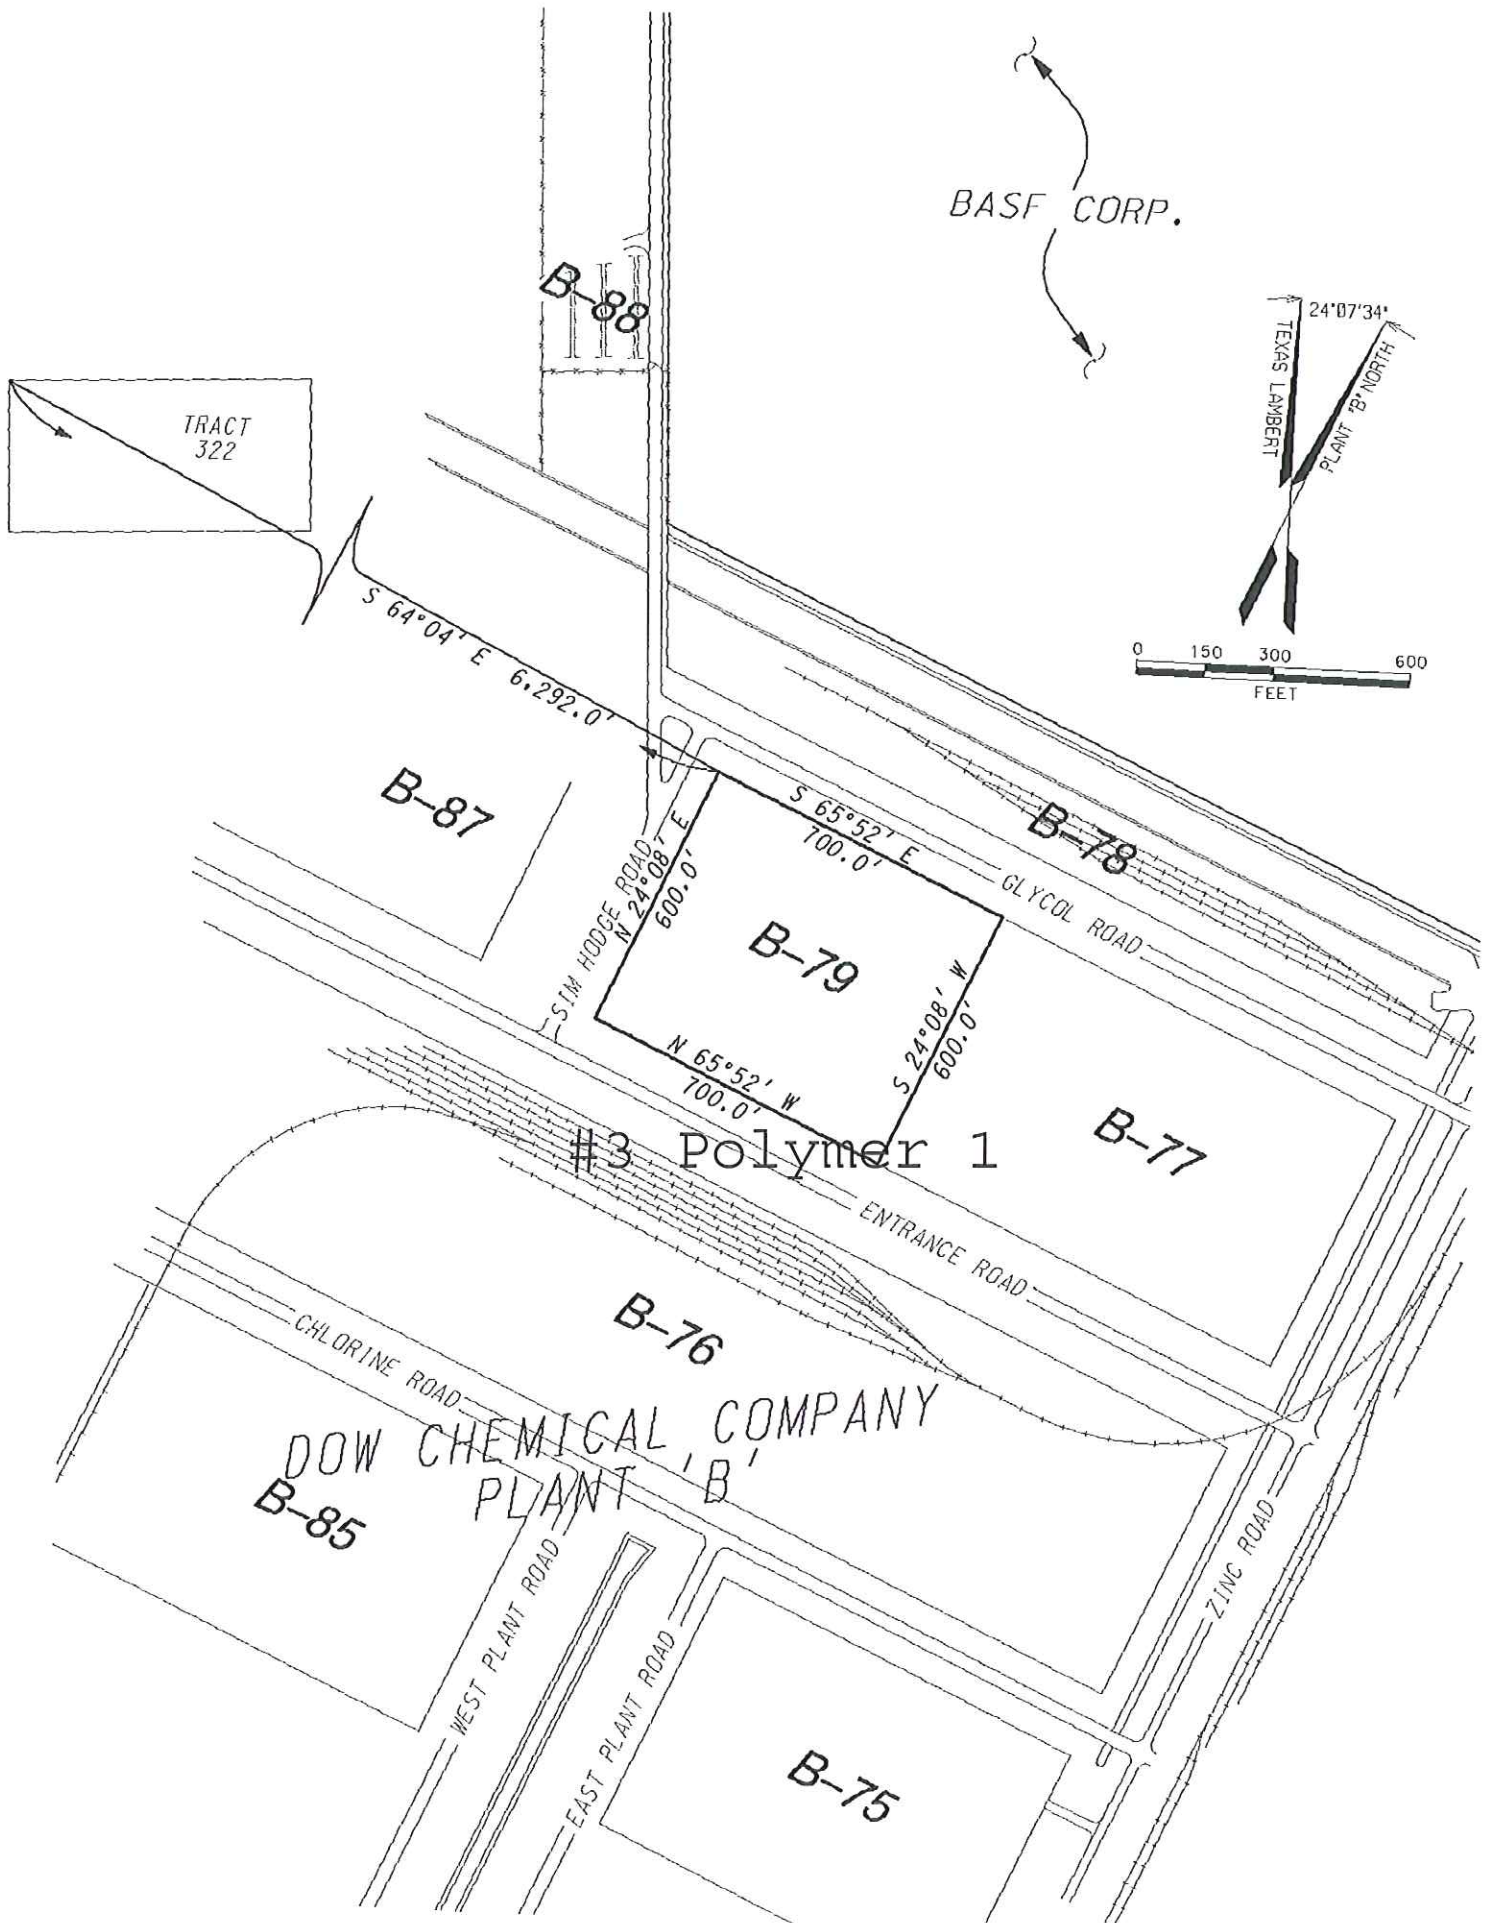 BASF CORP.
B-88
24°07'34"
TEXAS LAMBERT
PLANT "B" NORTH
TRACT
322
0 150 300 600
FEET
S 64°04' E 6,292.0'
B-87
S 65°52' E
700.0'
B-78
GLYCOL ROAD
SIM HODGE ROAD
N 24°08' E
600.0'
B-79
S 24°08' W
600.0'
N 65°52' W
700.0'
#3 Polymer 1
B-77
ENTRANCE ROAD
B-76
CHLORINE ROAD
DOW CHEMICAL COMPANY
PLANT 'B'
B-85
WEST PLANT ROAD
EAST PLANT ROAD
ZINC ROAD
B-75